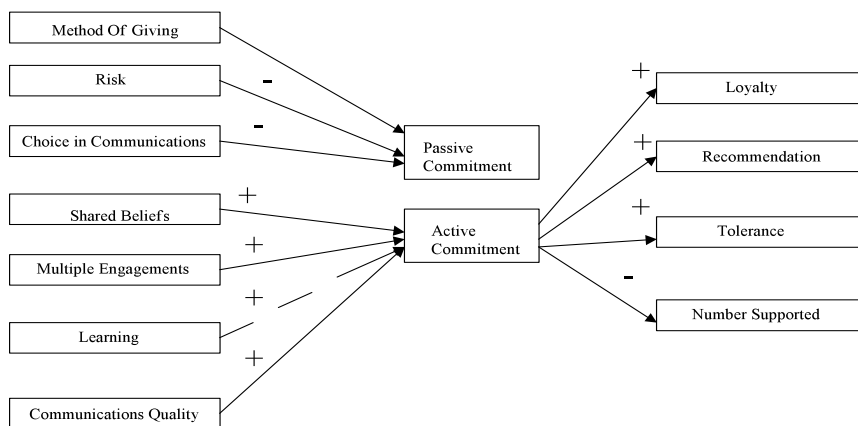 Method Of Giving
Risk
Choice in Communications
Shared Beliefs
Multiple Engagements
Learning
Communications Quality
-
-
+
+
+
+
Passive
Commitment
Active
Commitment
+
+
+
-
Loyalty
Recommendation
Tolerance
Number Supported